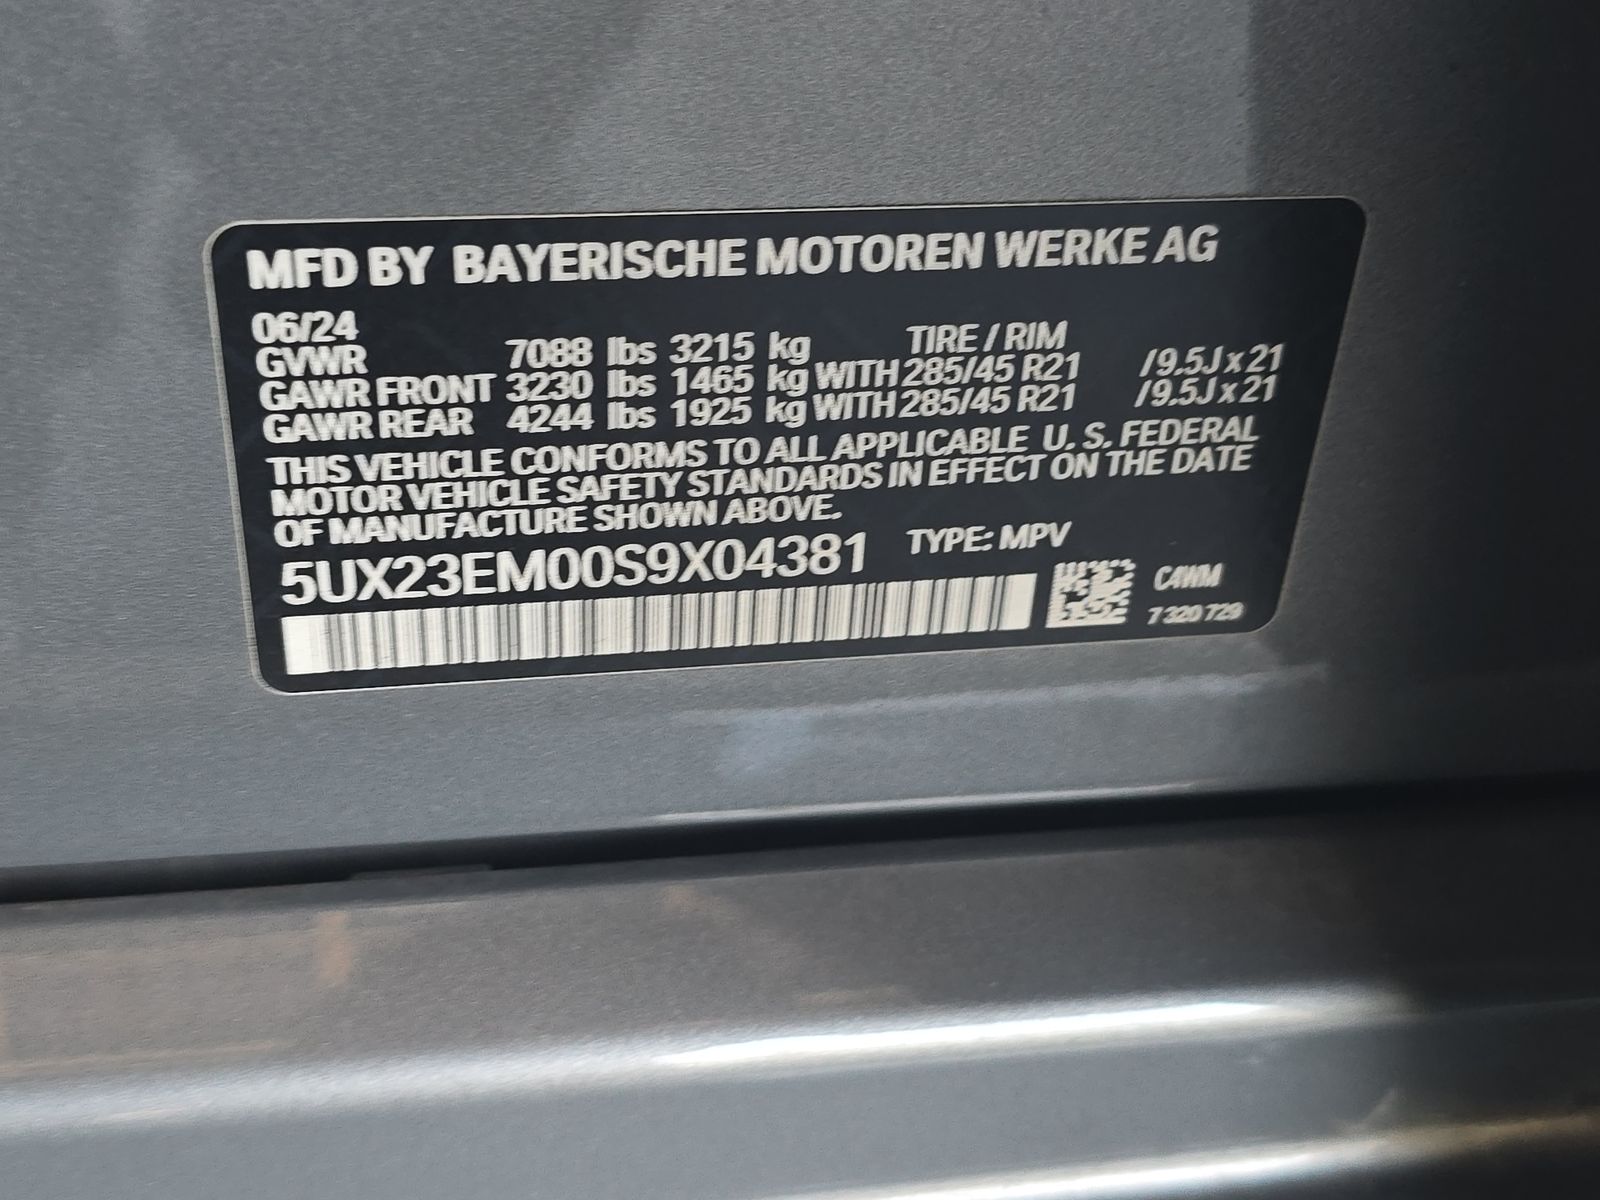 MFD BY BAYERISCHE MOTOREN WERKE AG
06/24 TIRE / RIM
GVWR 7088 lbs 3215 kg
GAWR FRONT 3230 lbs 1465 kg WITH 285/45 R21 / 9.5J x 21
GAWR REAR 4244 lbs 1925 kg WITH 285/45 R21 / 9.5J x 21
THIS VEHICLE CONFORMS TO ALL APPLICABLE U. S. FEDERAL
MOTOR VEHICLE SAFETY STANDARDS IN EFFECT ON THE DATE
OF MANUFACTURE SHOWN ABOVE.
5UX23EM00S9X04381 TYPE: MPV
C4WM
7 320 729